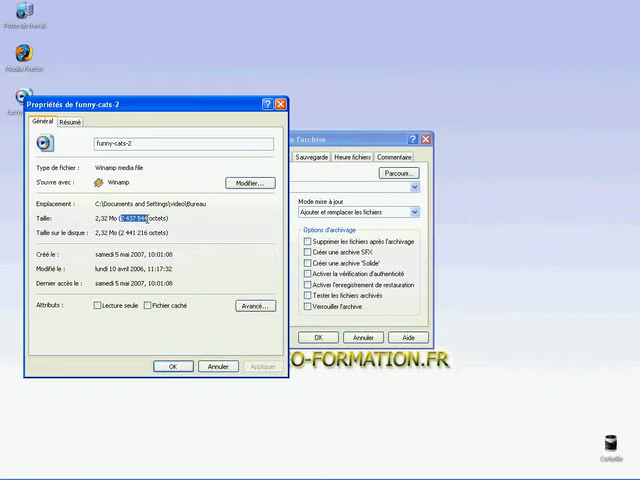 Poste de travail
Mozilla Firefox
Propriétés de funny-cats-2
Général
Résumé
funny-cats-2
Type de fichier :
Winamp media file
S'ouvre avec :
Winamp
Modifier...
Emplacement :
C:\Documents and Settings\video\Bureau
Taille :
2,32 Mo (2 437 544 octets)
Taille sur le disque :
2,32 Mo (2 441 216 octets)
Créé le :
samedi 5 mai 2007, 10:01:08
Modifié le :
lundi 10 avril 2006, 11:17:32
Dernier accès le :
samedi 5 mai 2007, 10:01:08
Attributs :
Lecture seule
Fichier caché
Avancé...
OK
Annuler
Appliquer
l'archive
Sauvegarde
Heure fichiers
Commentaire
Parcourir...
Mode mise à jour
Ajouter et remplacer les fichiers
Options d'archivage
Supprimer les fichiers après l'archivage
Créer une archive SFX
Créer une archive 'Solide'
Activer la vérification d'authenticité
Activer l'enregistrement de restauration
Tester les fichiers archivés
Verrouiller l'archive
OK
Annuler
Aide
O-FORMATION.FR
Corbeille